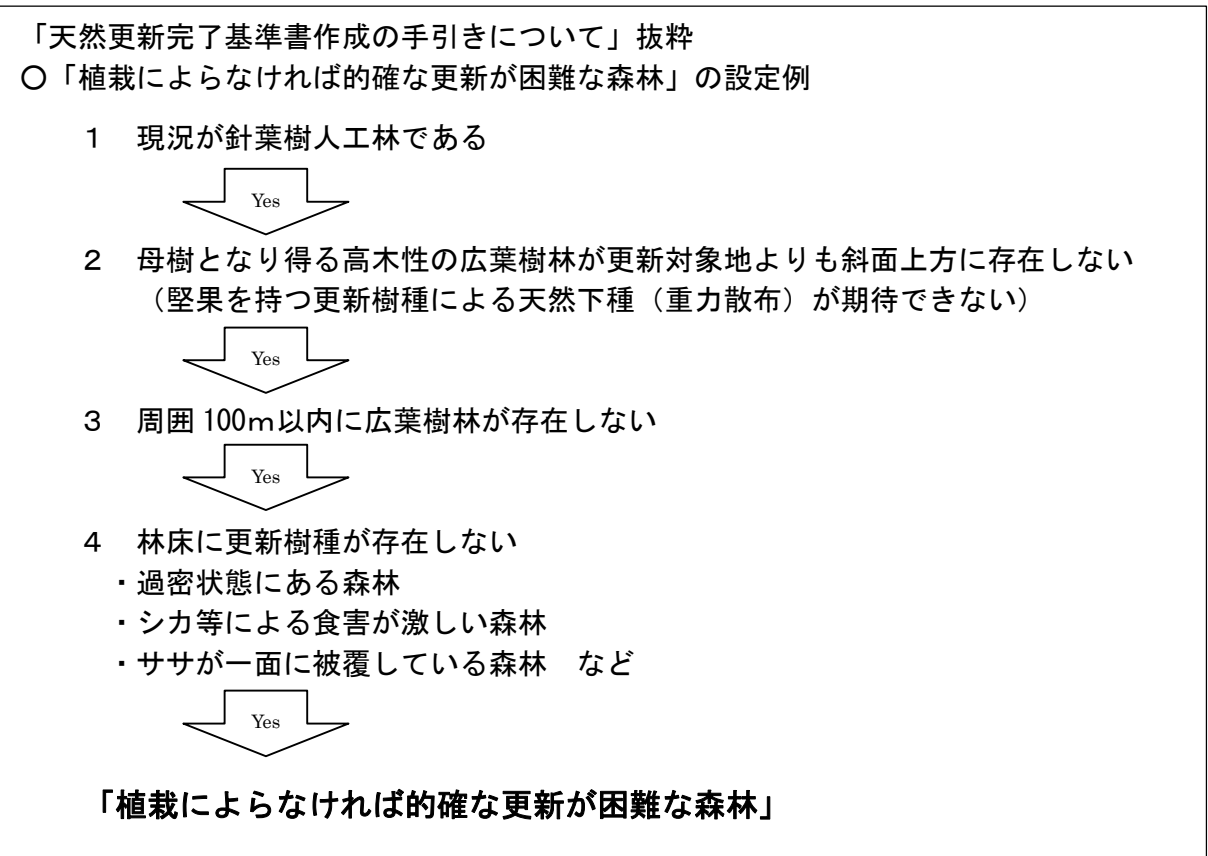 「天然更新完了基準書作成の手引きについて」抜粋
〇「植栽によらなければ的確な更新が困難な森林」の設定例
１　現況が針葉樹人工林である
Yes
２　母樹となり得る高木性の広葉樹林が更新対象地よりも斜面上方に存在しない
（堅果を持つ更新樹種による天然下種（重力散布）が期待できない）
Yes
３　周囲 100ｍ以内に広葉樹林が存在しない
Yes
４　林床に更新樹種が存在しない
・過密状態にある森林
・シカ等による食害が激しい森林
・ササが一面に被覆している森林　など
Yes
「植栽によらなければ的確な更新が困難な森林」